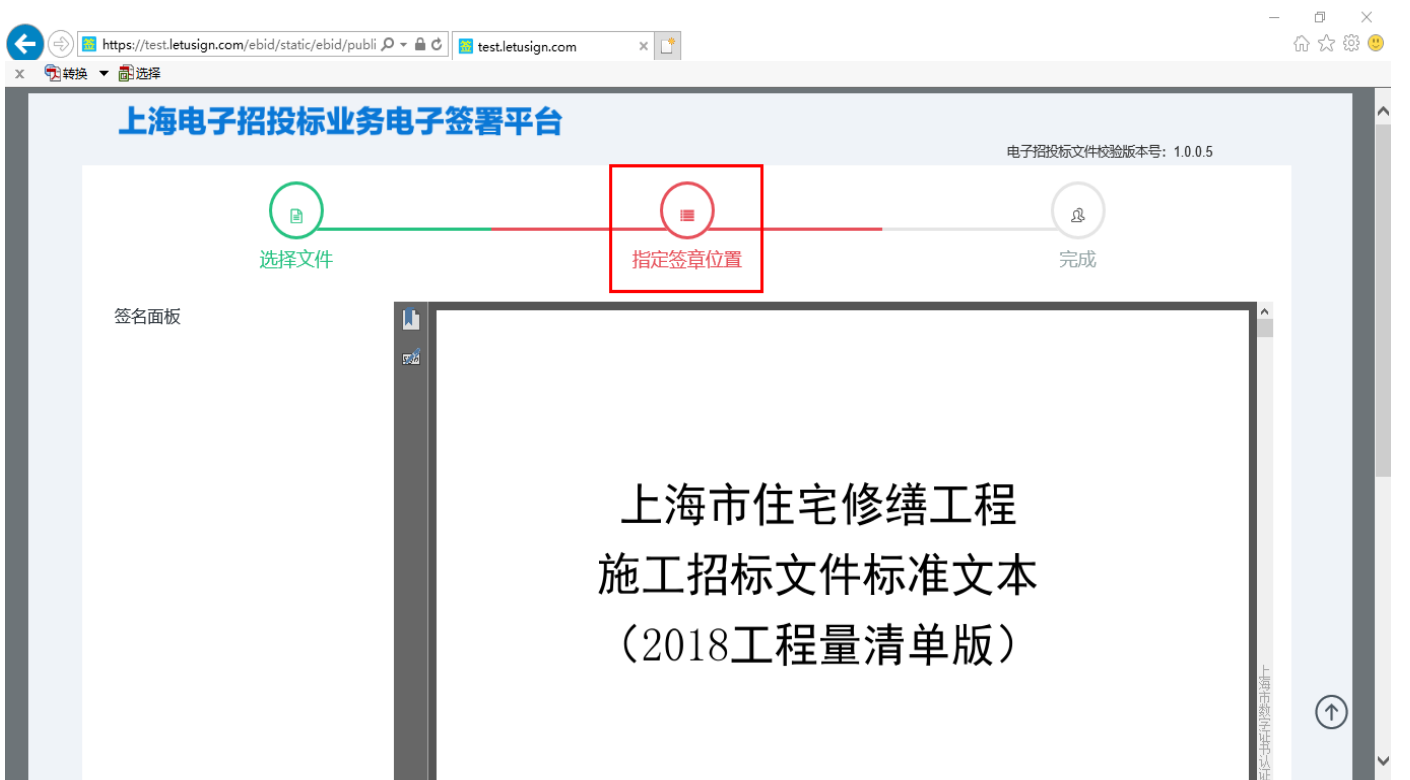 https://test.letusign.com/ebid/static/ebid/publi
test.letusign.com
x 转换 选择
上海电子招投标业务电子签署平台
电子招投标文件校验版本号：1.0.0.5
选择文件
指定签章位置
完成
签名面板
上海市住宅修缮工程
施工招标文件标准文本
（2018工程量清单版）
上海市数字证书认证